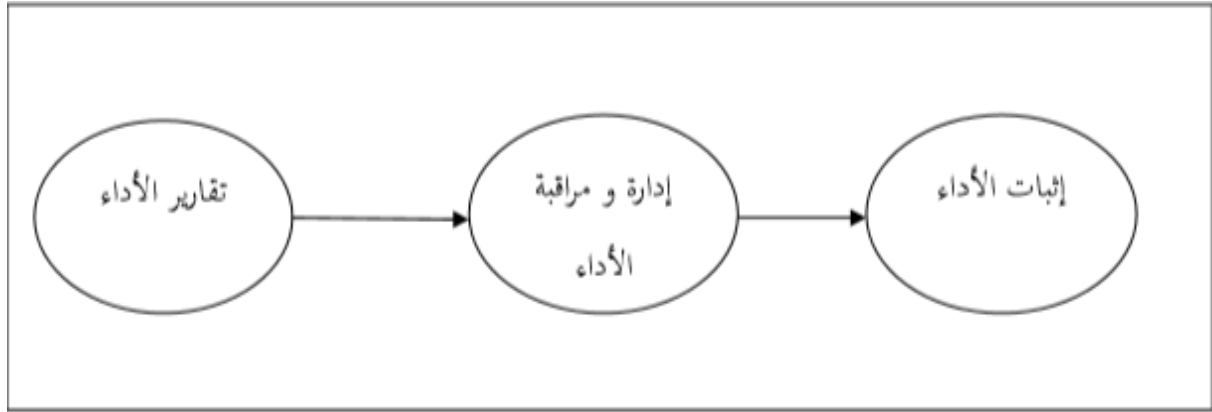 تقارير الأداء
إدارة و مراقبة
الأداء
إثبات الأداء